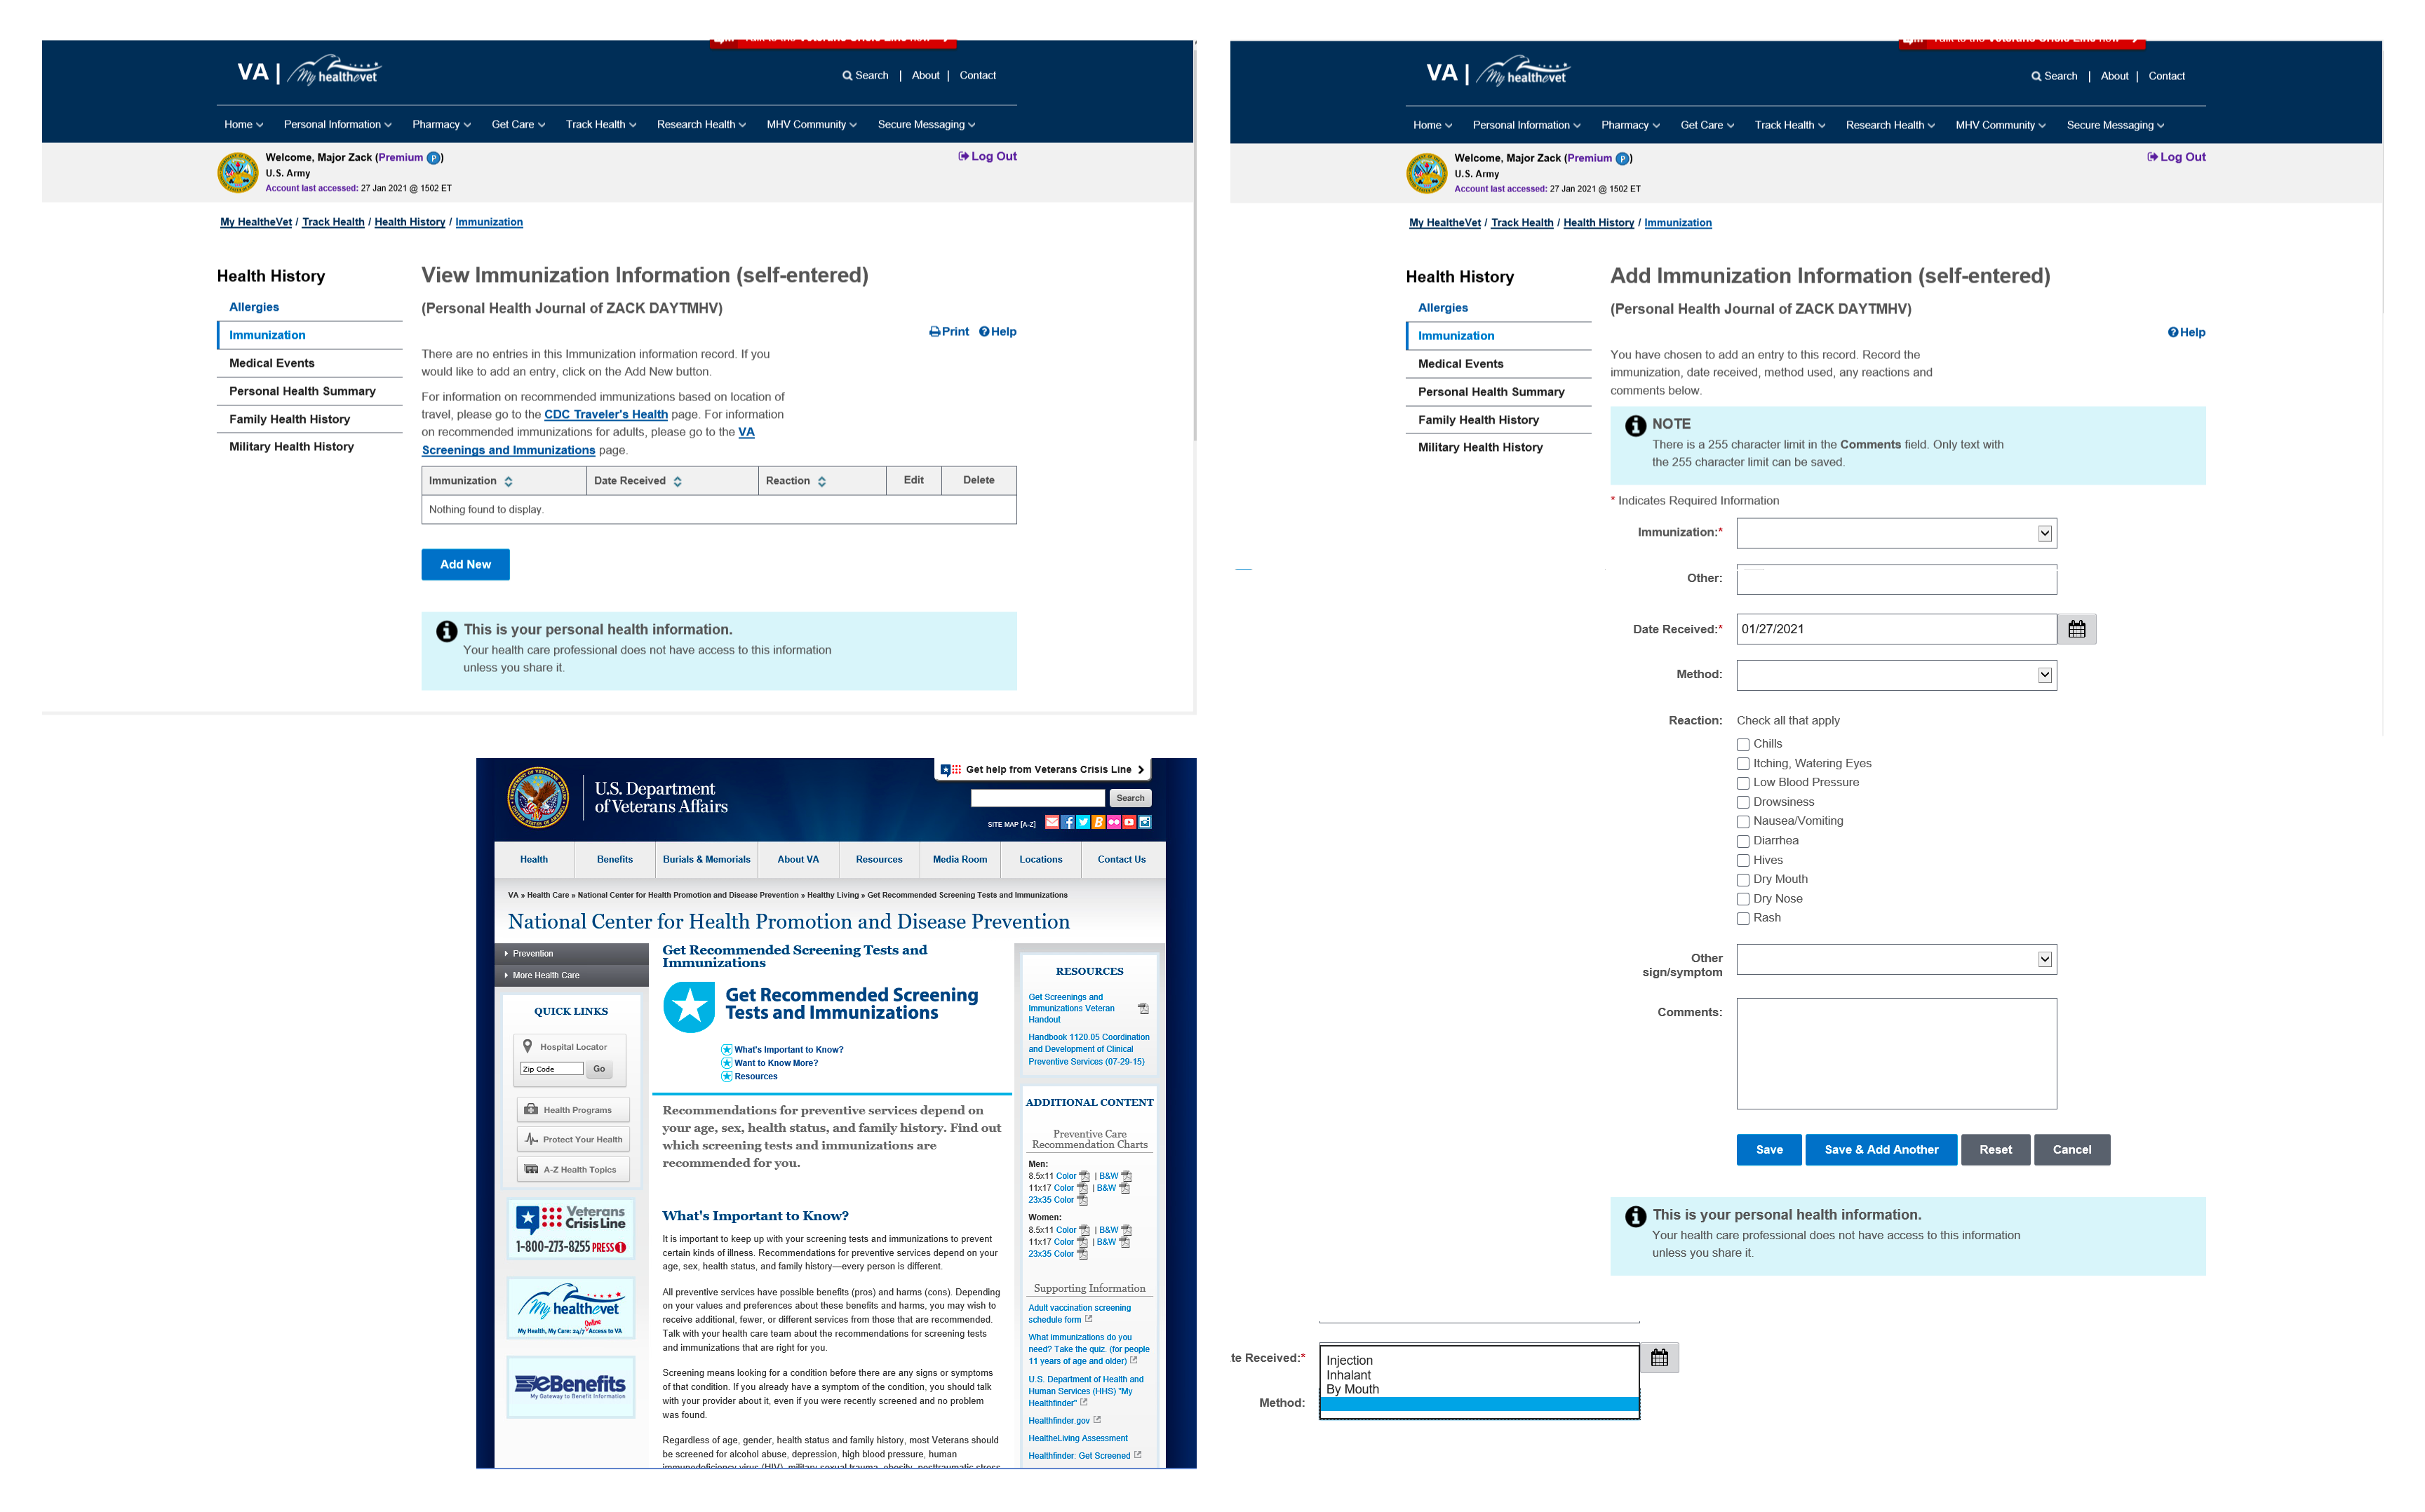 VA | My healthevet
Search | About | Contact
Home Personal Information Pharmacy Get Care Track Health Research Health MHV Community Secure Messaging
Welcome, Major Zack (Premium P)
U.S. Army
Account last accessed: 27 Jan 2021 @ 1502 ET
Log Out
My HealtheVet / Track Health / Health History / Immunization
Health History
Allergies
Immunization
Medical Events
Personal Health Summary
Family Health History
Military Health History
View Immunization Information (self-entered)
(Personal Health Journal of ZACK DAYTMHV)
Print Help
There are no entries in this Immunization information record. If you
would like to add an entry, click on the Add New button.
For information on recommended immunizations based on location of
travel, please go to the CDC Traveler's Health page. For information
on recommended immunizations for adults, please go to the VA
Screenings and Immunizations page.
Immunization Date Received Reaction Edit Delete
Nothing found to display.
Add New
This is your personal health information.
Your health care professional does not have access to this information
unless you share it.
VA | My healthevet
Search | About | Contact
Home Personal Information Pharmacy Get Care Track Health Research Health MHV Community Secure Messaging
Welcome, Major Zack (Premium P)
U.S. Army
Account last accessed: 27 Jan 2021 @ 1502 ET
Log Out
My HealtheVet / Track Health / Health History / Immunization
Health History
Allergies
Immunization
Medical Events
Personal Health Summary
Family Health History
Military Health History
Add Immunization Information (self-entered)
(Personal Health Journal of ZACK DAYTMHV)
Help
You have chosen to add an entry to this record. Record the
immunization, date received, method used, any reactions and
comments below.
NOTE
There is a 255 character limit in the Comments field. Only text with
the 255 character limit can be saved.
* Indicates Required Information
Immunization:*
Other:
Date Received:* 01/27/2021
Method:
Reaction: Check all that apply
Chills
Itching, Watering Eyes
Low Blood Pressure
Drowsiness
Nausea/Vomiting
Diarrhea
Hives
Dry Mouth
Dry Nose
Rash
Other
sign/symptom
Comments:
Save Save & Add Another Reset Cancel
This is your personal health information.
Your health care professional does not have access to this information
unless you share it.
te Received:*
Injection
Inhalant
By Mouth
Method:
Get help from Veterans Crisis Line
U.S. Department
of Veterans Affairs
Search
SITE MAP [A-Z]
Health Benefits Burials & Memorials About VA Resources Media Room Locations Contact Us
VA » Health Care » National Center for Health Promotion and Disease Prevention » Healthy Living » Get Recommended Screening Tests and Immunizations
National Center for Health Promotion and Disease Prevention
Prevention
More Health Care
QUICK LINKS
Hospital Locator
Zip Code Go
Health Programs
Protect Your Health
A-Z Health Topics
Veterans
Crisis Line
1-800-273-8255 PRESS 1
My healthevet
My Health, My Care: 24/7 Online Access to VA
eBenefits
My Gateway to Benefit Information
Get Recommended Screening Tests and
Immunizations
Get Recommended Screening
Tests and Immunizations
What's Important to Know?
Want to Know More?
Resources
Recommendations for preventive services depend on
your age, sex, health status, and family history. Find out
which screening tests and immunizations are
recommended for you.
What's Important to Know?
It is important to keep up with your screening tests and immunizations to prevent
certain kinds of illness. Recommendations for preventive services depend on your
age, sex, health status, and family history—every person is different.
All preventive services have possible benefits (pros) and harms (cons). Depending
on your values and preferences about these benefits and harms, you may wish to
receive additional, fewer, or different services from those that are recommended.
Talk with your health care team about the recommendations for screening tests
and immunizations that are right for you.
Screening means looking for a condition before there are any signs or symptoms
of that condition. If you already have a symptom of the condition, you should talk
with your provider about it, even if you were recently screened and no problem
was found.
Regardless of age, gender, health status and family history, most Veterans should
be screened for alcohol abuse, depression, high blood pressure, human
RESOURCES
Get Screenings and
Immunizations Veteran
Handout
Handbook 1120.05 Coordination
and Development of Clinical
Preventive Services (07-29-15)
ADDITIONAL CONTENT
Preventive Care
Recommendation Charts
Men:
8.5x11 Color | B&W
11x17 Color | B&W
23x35 Color
Women:
8.5x11 Color | B&W
11x17 Color | B&W
23x35 Color
Supporting Information
Adult vaccination screening
schedule form
What immunizations do you
need? Take the quiz. (for people
11 years of age and older)
U.S. Department of Health and
Human Services (HHS) "My
Healthfinder"
Healthfinder.gov
HealtheLiving Assessment
Healthfinder: Get Screened